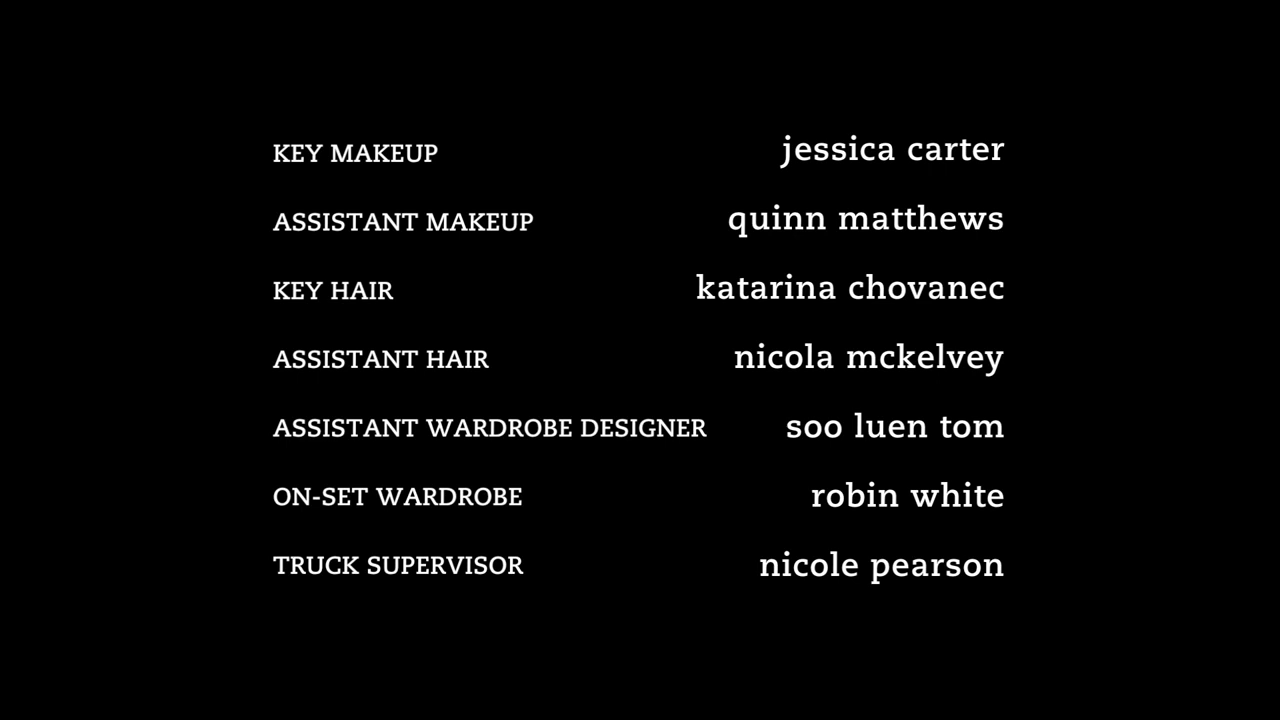 KEY MAKEUP jessica carter
ASSISTANT MAKEUP quinn matthews
KEY HAIR katarina chovanec
ASSISTANT HAIR nicola mckelvey
ASSISTANT WARDROBE DESIGNER soo luen tom
ON-SET WARDROBE robin white
TRUCK SUPERVISOR nicole pearson